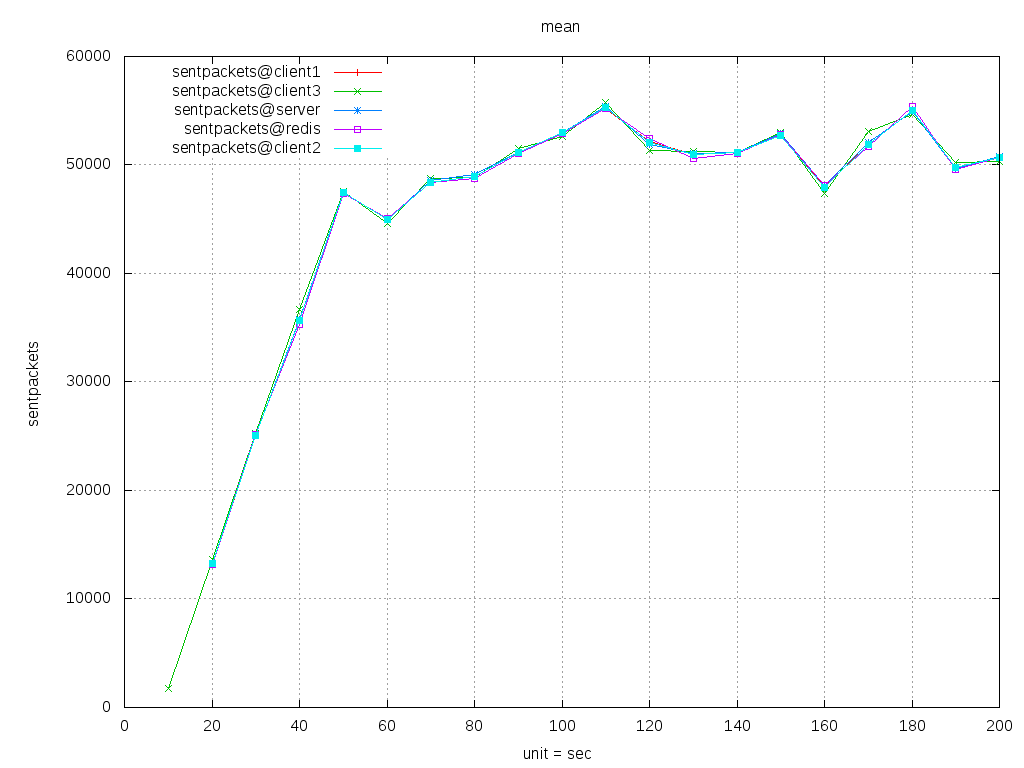 mean
60000
50000
40000
30000
20000
10000
0
sentpackets
sentpackets@client1
sentpackets@client3
sentpackets@server
sentpackets@redis
sentpackets@client2
0 20 40 60 80 100 120 140 160 180 200
unit = sec